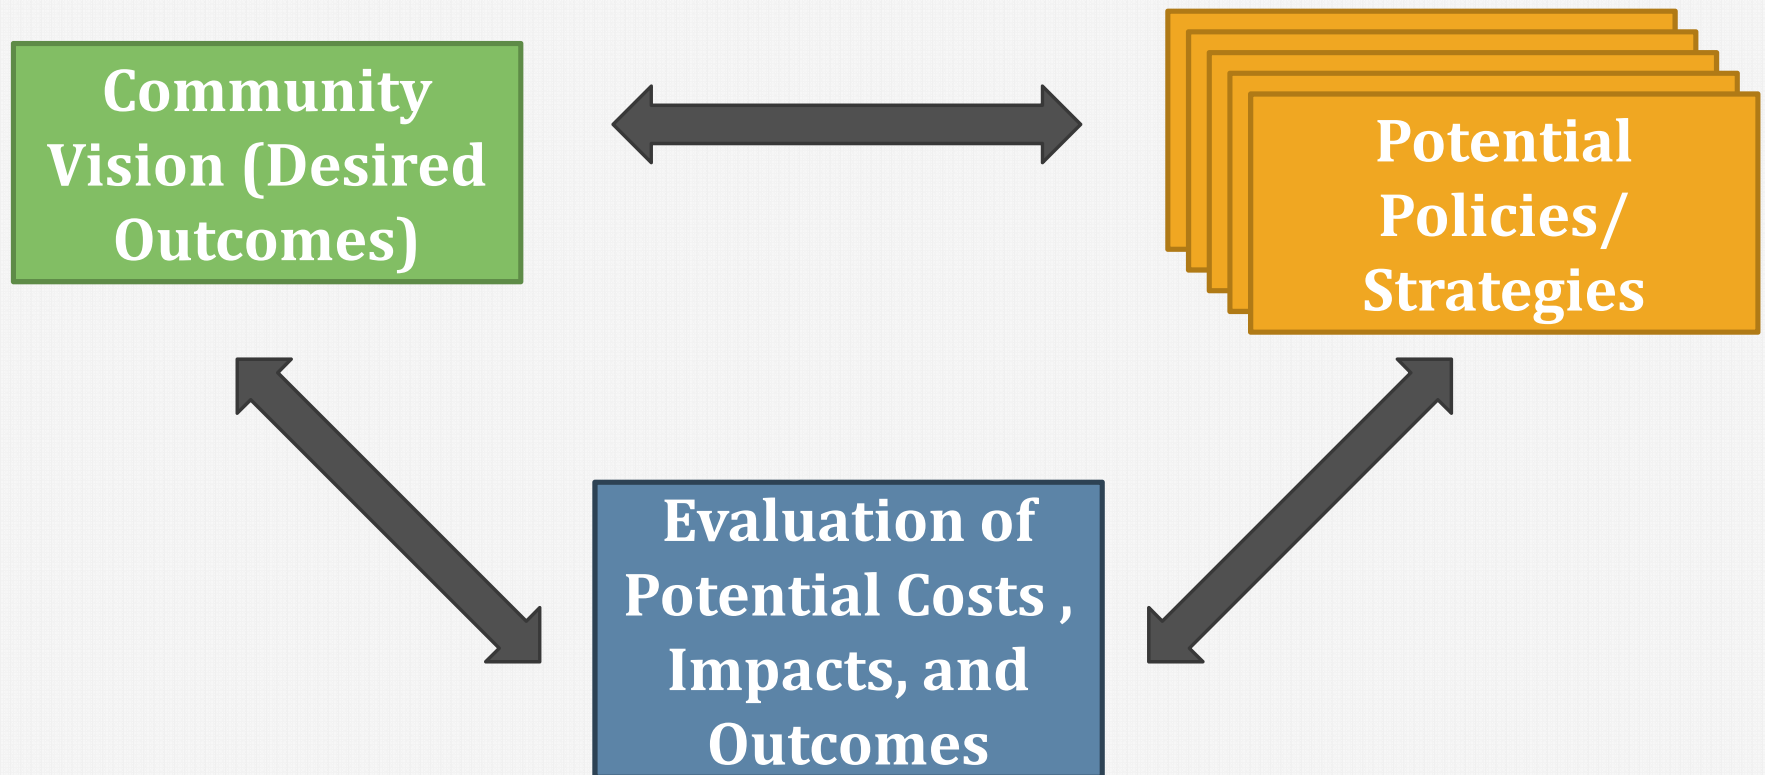 Community
Vision (Desired
Outcomes)
Potential
Policies/
Strategies
Evaluation of
Potential Costs ,
Impacts, and
Outcomes